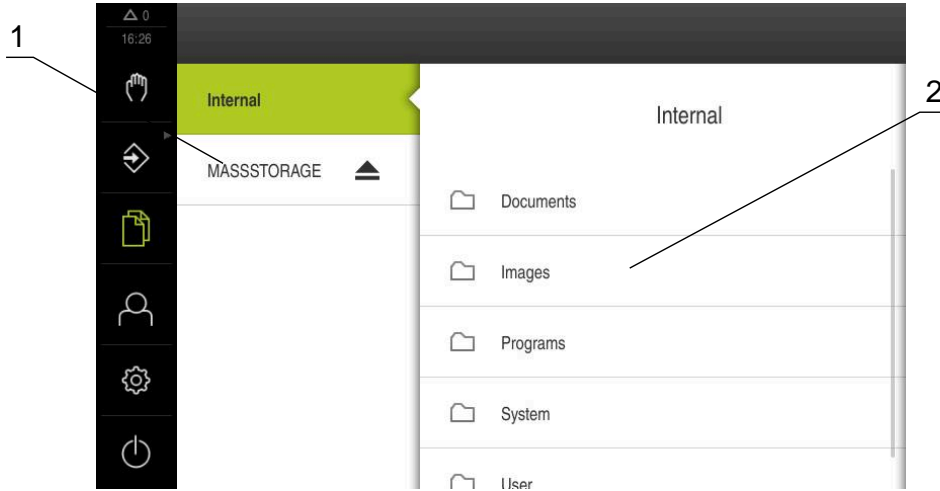 1
0
16:26
Internal
MASSSTORAGE
Internal
2
Documents
Images
Programs
System
User